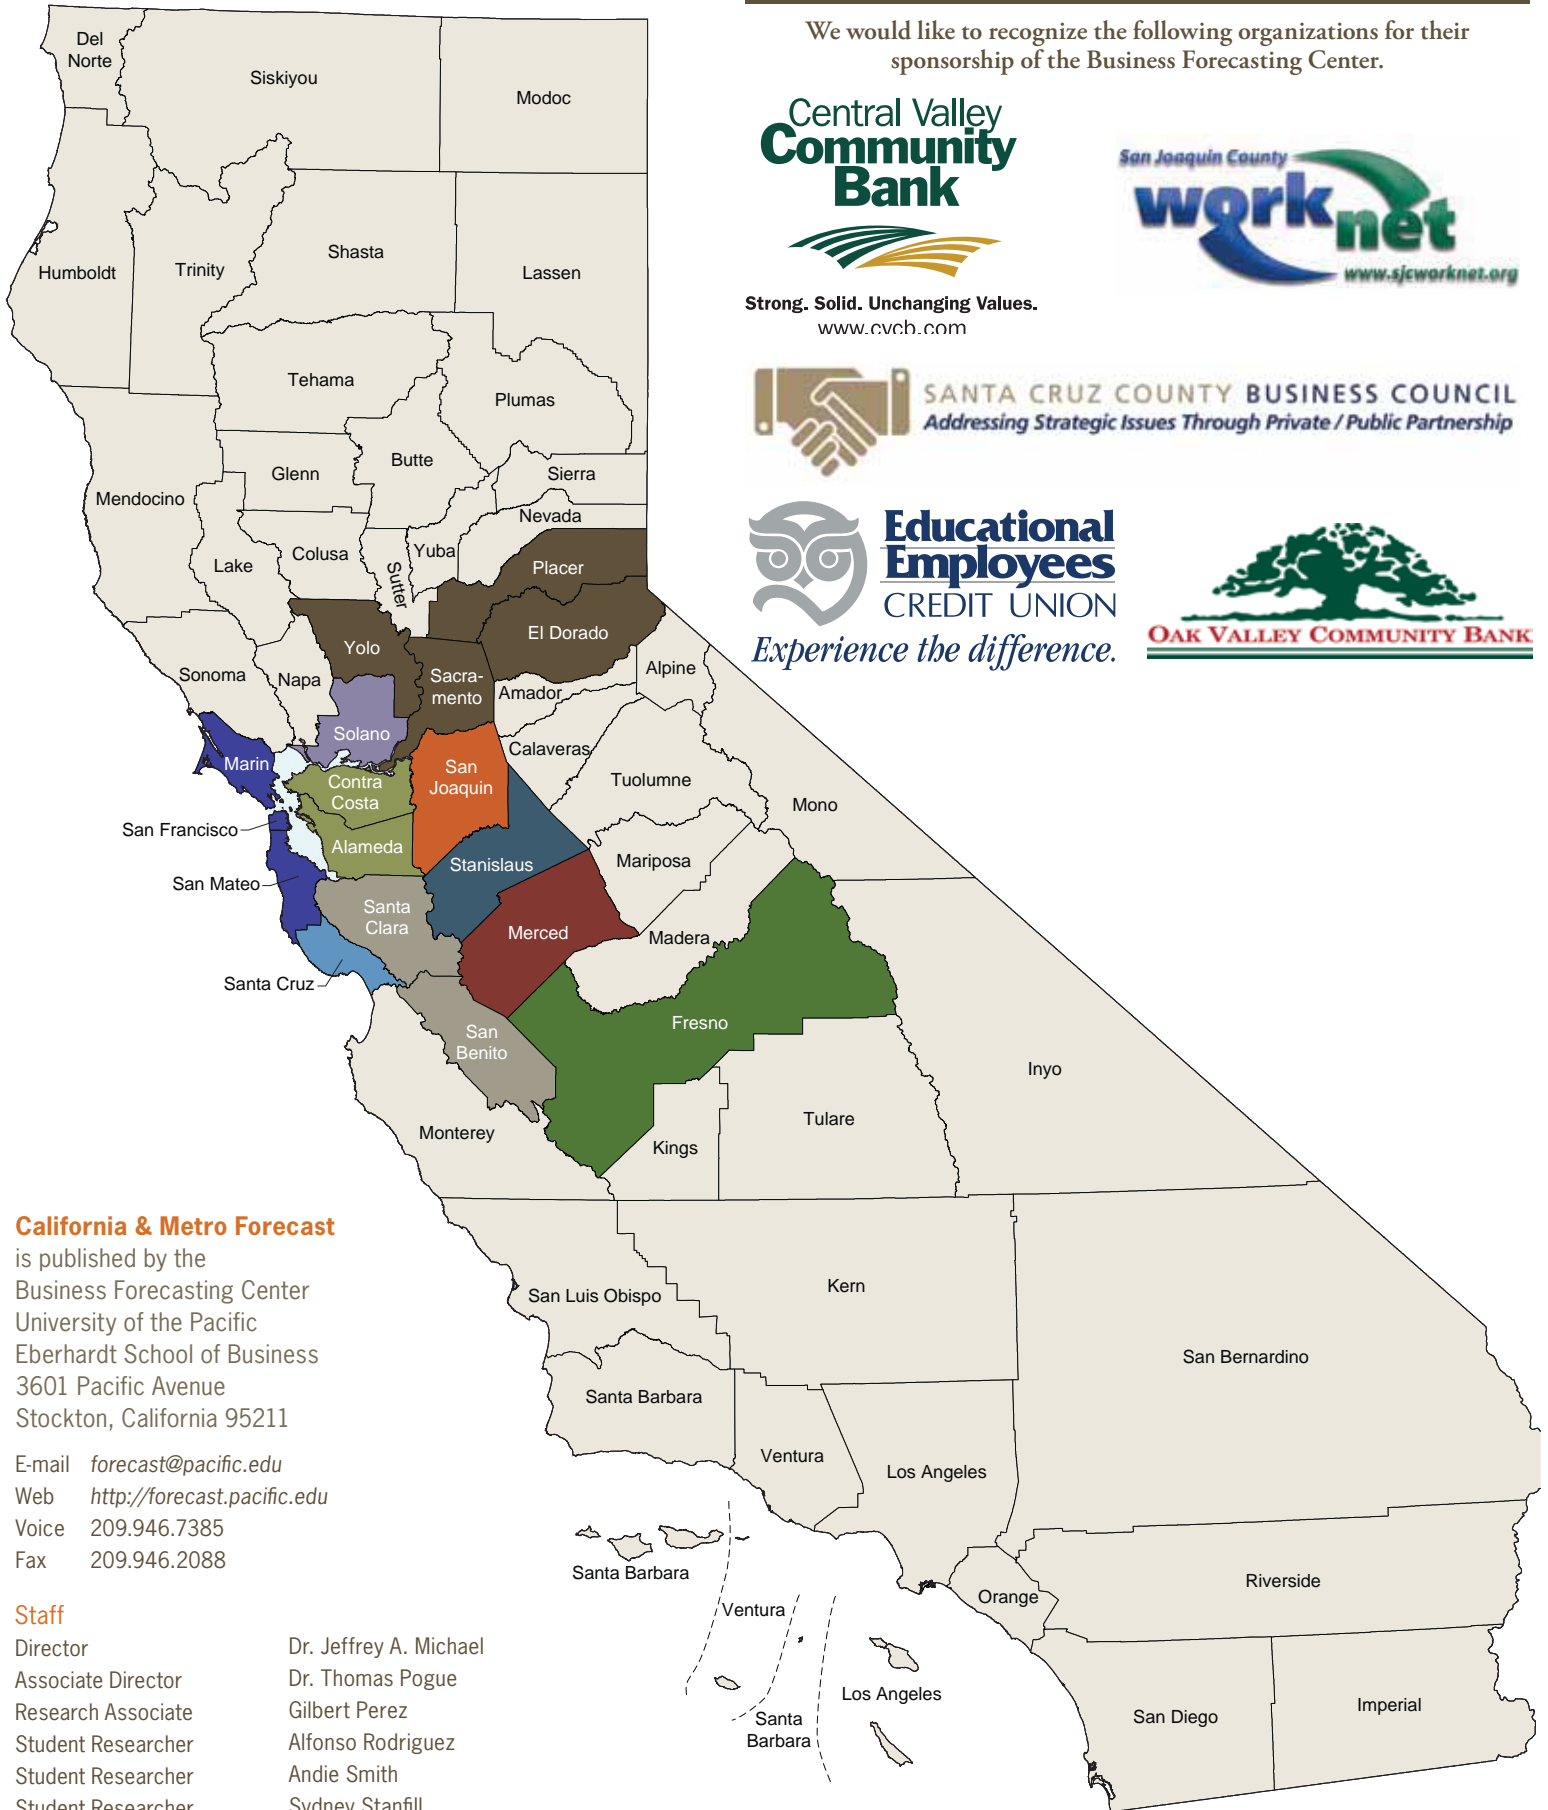 We would like to recognize the following organizations for their
sponsorship of the Business Forecasting Center.
Central Valley
Community
Bank
Strong. Solid. Unchanging Values.
www.cvcb.com
San Joaquin County
work
net
www.sjcworknet.org
SANTA CRUZ COUNTY BUSINESS COUNCIL
Addressing Strategic Issues Through Private / Public Partnership
Educational
Employees
CREDIT UNION
Experience the difference.
OAK VALLEY COMMUNITY BANK
Del
Norte
Siskiyou
Modoc
Humboldt
Trinity
Shasta
Lassen
Tehama
Plumas
Mendocino
Glenn
Butte
Sierra
Nevada
Lake
Colusa
Sutter
Yuba
Placer
Yolo
El Dorado
Sonoma
Napa
Sacra-
mento
Amador
Alpine
Solano
Calaveras
Marin
Contra
Costa
San
Joaquin
Tuolumne
Mono
San Francisco
Alameda
Stanislaus
Mariposa
San Mateo
Santa
Clara
Merced
Madera
Santa Cruz
San
Benito
Fresno
Inyo
Monterey
Kings
Tulare
San Luis Obispo
Kern
San Bernardino
Santa Barbara
Ventura
Los Angeles
Santa Barbara
Ventura
Santa
Barbara
Los Angeles
Orange
Riverside
San Diego
Imperial
California & Metro Forecast
is published by the
Business Forecasting Center
University of the Pacific
Eberhardt School of Business
3601 Pacific Avenue
Stockton, California 95211
E-mail forecast@pacific.edu
Web http://forecast.pacific.edu
Voice 209.946.7385
Fax 209.946.2088
Staff
Director Dr. Jeffrey A. Michael
Associate Director Dr. Thomas Pogue
Research Associate Gilbert Perez
Student Researcher Alfonso Rodriguez
Student Researcher Andie Smith
Student Researcher Sydney Stanfill